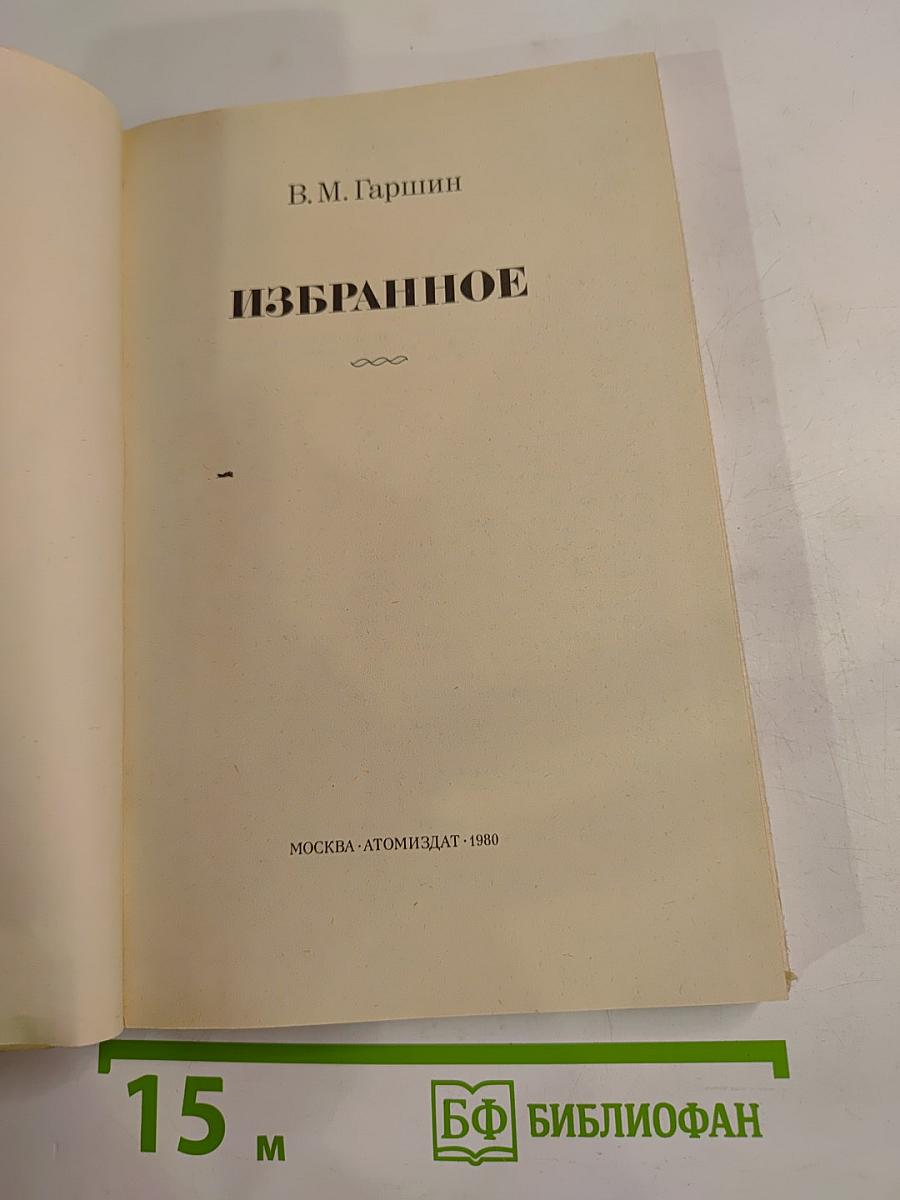 В. М. Гаршин
ИЗБРАННОЕ
МОСКВА · АТОМИЗДАТ · 1980
15 м
БФ БИБЛИОФАН